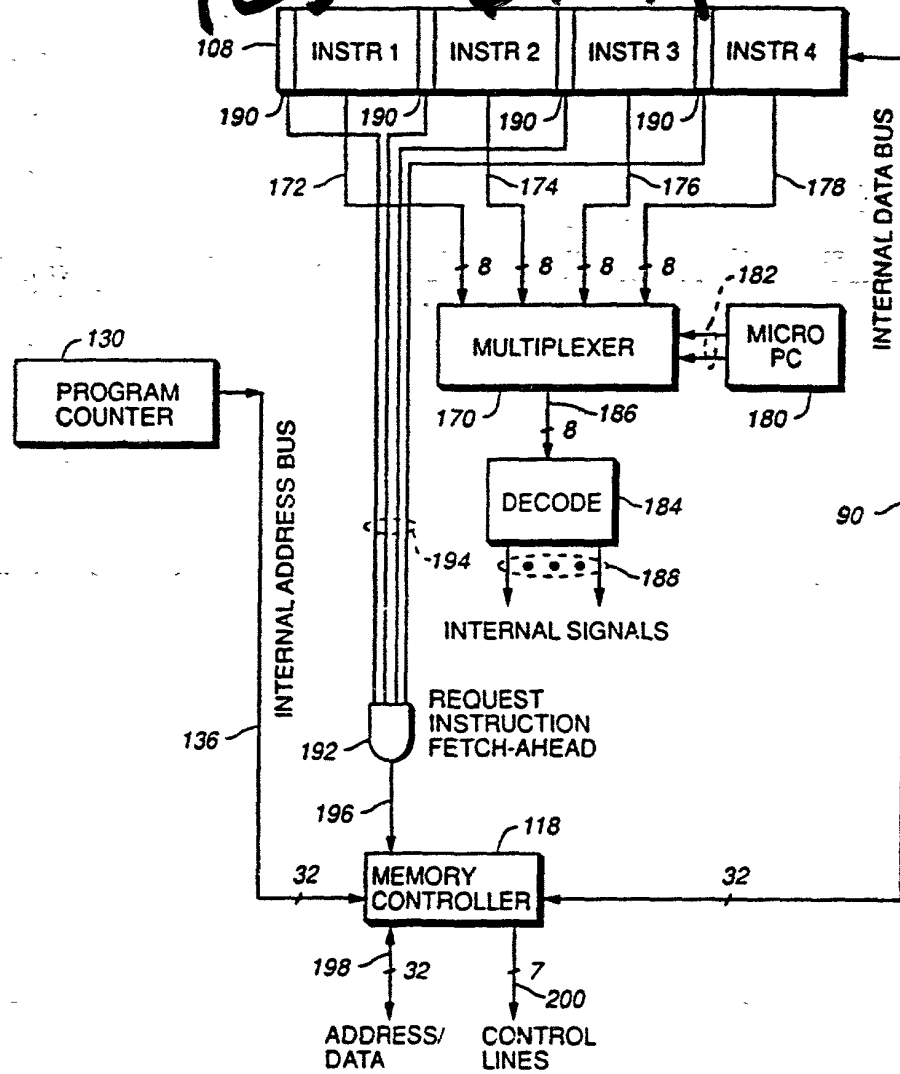 108
INSTR 1
INSTR 2
INSTR 3
INSTR 4
190
190
190
190
172
174
176
178
INTERNAL DATA BUS
8
8
8
8
182
130
MULTIPLEXER
MICRO
PC
PROGRAM
COUNTER
170
186
180
8
INTERNAL ADDRESS BUS
DECODE
184
90
194
188
INTERNAL SIGNALS
REQUEST
INSTRUCTION
FETCH-AHEAD
136
192
196
118
32
MEMORY
CONTROLLER
32
198
32
7
200
ADDRESS/
DATA
CONTROL
LINES